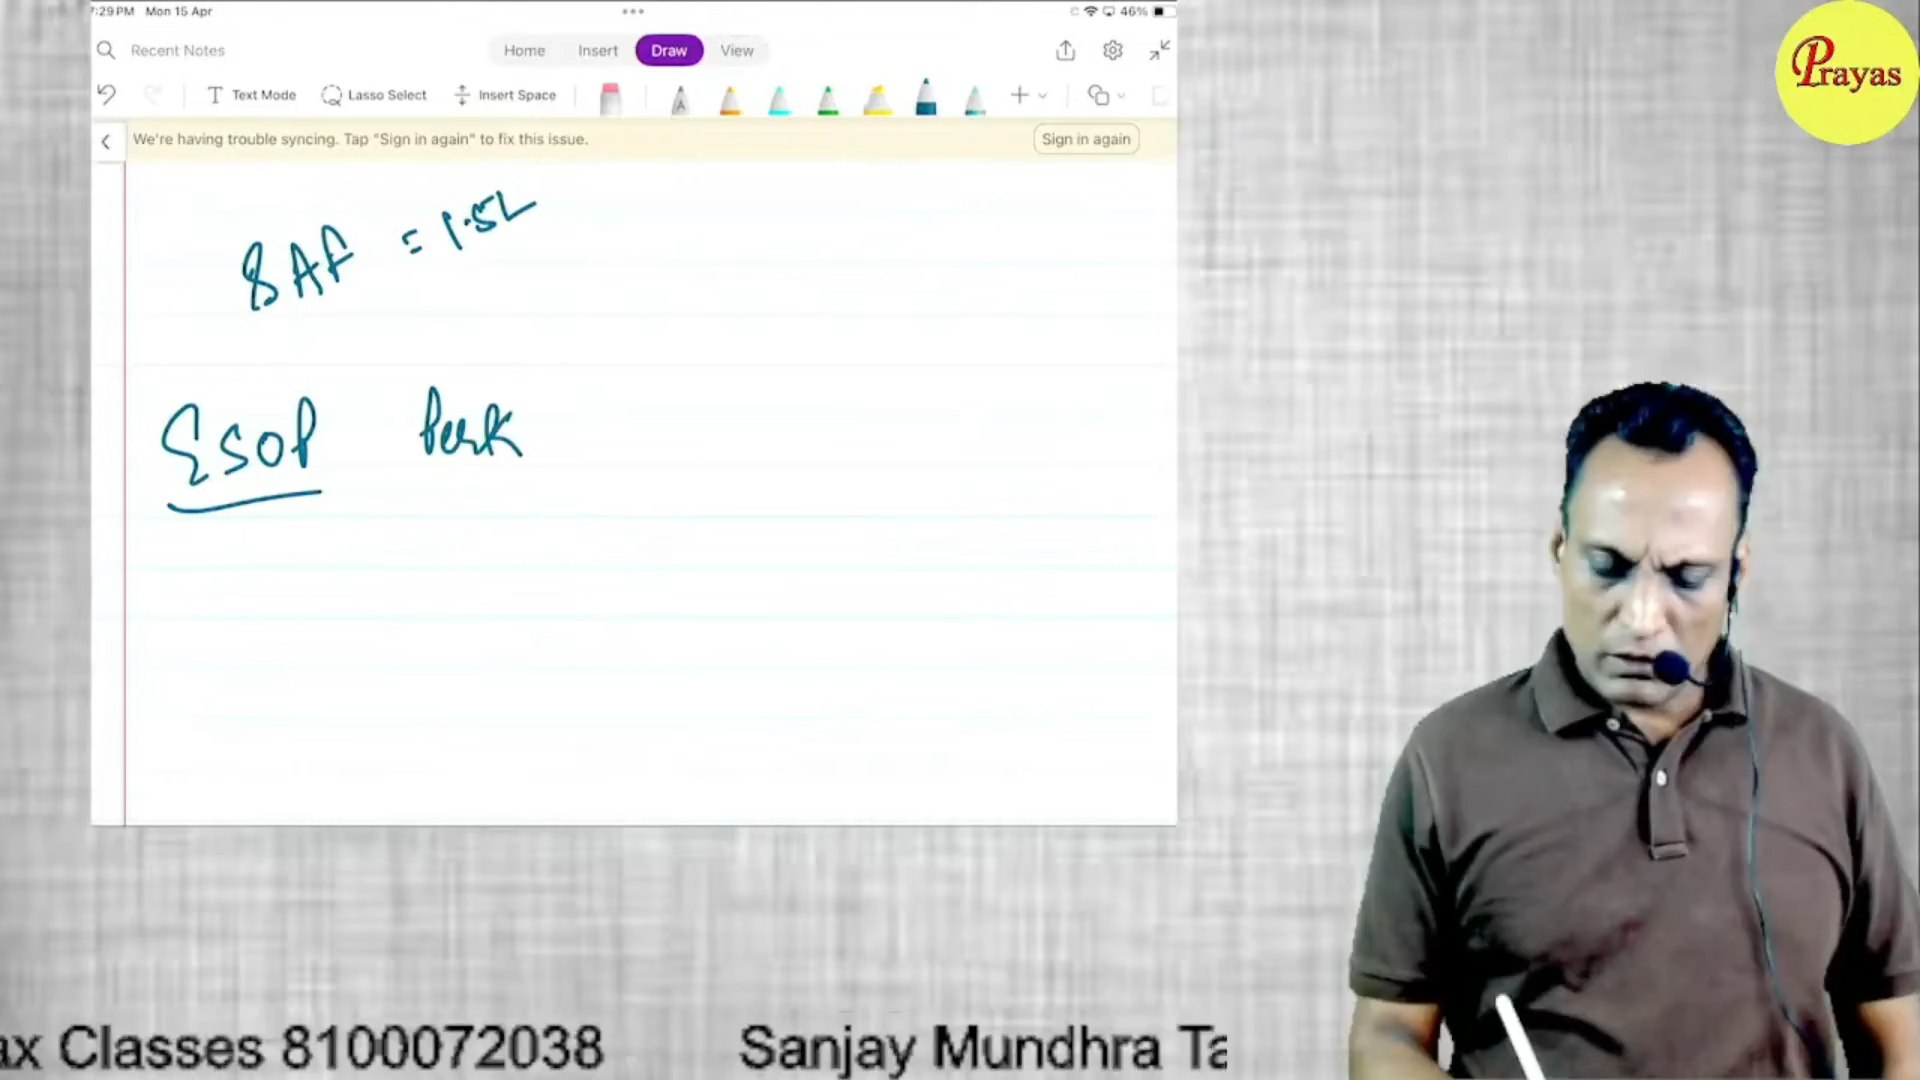 7:29 PM Mon 15 Apr
46%
Prayas
Recent Notes
Home Insert Draw View
Text Mode Lasso Select Insert Space
We're having trouble syncing. Tap "Sign in again" to fix this issue.
Sign in again
8AF = 1.5L
ESOP Perk
ax Classes 8100072038 Sanjay Mundhra Ta